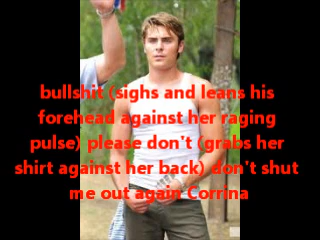 bullshit (sighs and leans his
forehead against her raging
pulse) please don't (grabs her
shirt against her back) don't shut
me out again Corrina